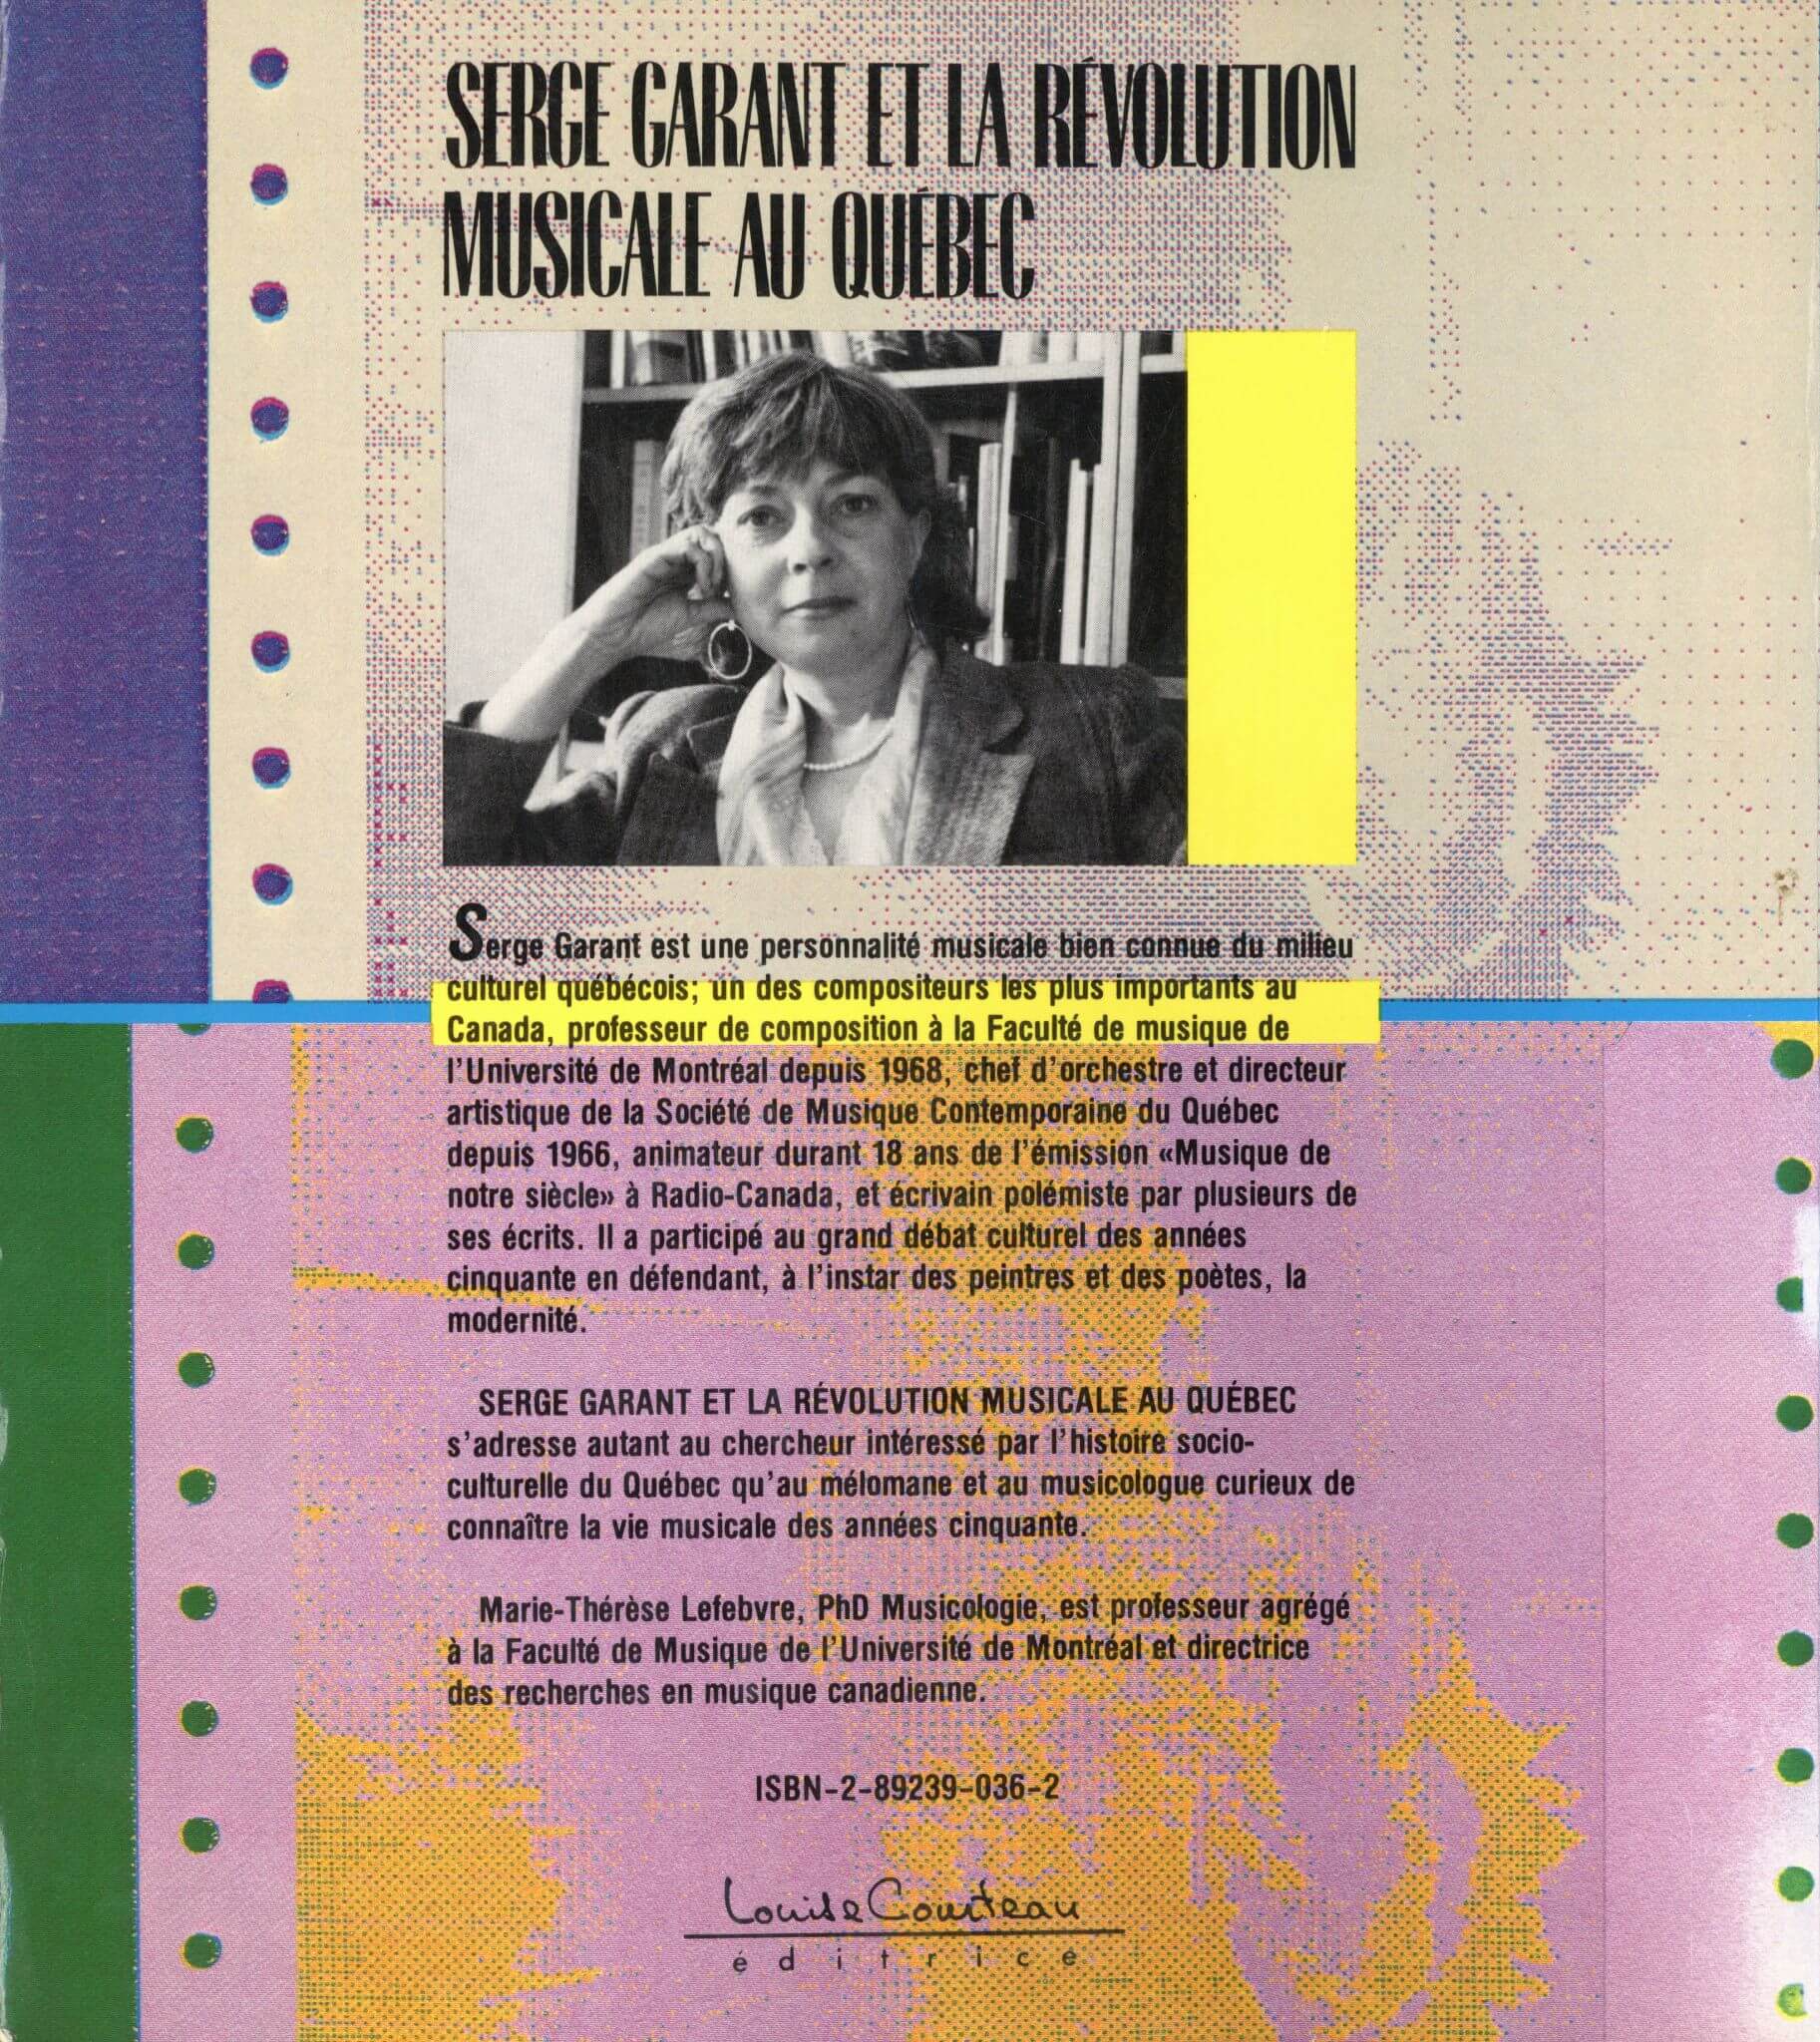 SERGE GARANT ET LA RÉVOLUTION
MUSICALE AU QUÉBEC
Serge Garant est une personnalité musicale bien connue du milieu
culturel québécois; un des compositeurs les plus importants au
Canada, professeur de composition à la Faculté de musique de
l'Université de Montréal depuis 1968, chef d'orchestre et directeur
artistique de la Société de Musique Contemporaine du Québec
depuis 1966, animateur durant 18 ans de l'émission «Musique de
notre siècle» à Radio-Canada, et écrivain polémiste par plusieurs de
ses écrits. Il a participé au grand débat culturel des années
cinquante en défendant, à l'instar des peintres et des poètes, la
modernité.
SERGE GARANT ET LA RÉVOLUTION MUSICALE AU QUÉBEC
s'adresse autant au chercheur intéressé par l'histoire socio-
culturelle du Québec qu'au mélomane et au musicologue curieux de
connaître la vie musicale des années cinquante.
Marie-Thérèse Lefebvre, PhD Musicologie, est professeur agrégé
à la Faculté de Musique de l'Université de Montréal et directrice
des recherches en musique canadienne.
ISBN-2-89239-036-2
Louise Courteau
éditrice